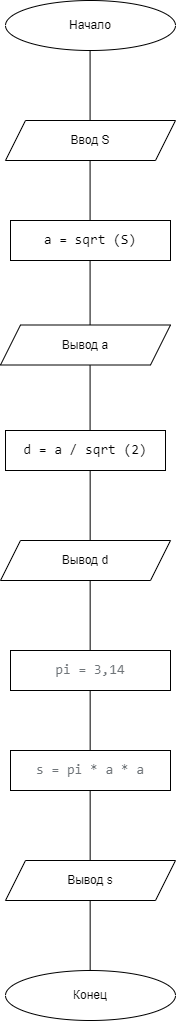 Начало
Ввод S
a = sqrt (S)
Вывод a
d = a / sqrt (2)
Вывод d
pi = 3,14
s = pi * a * a
Вывод s
Конец